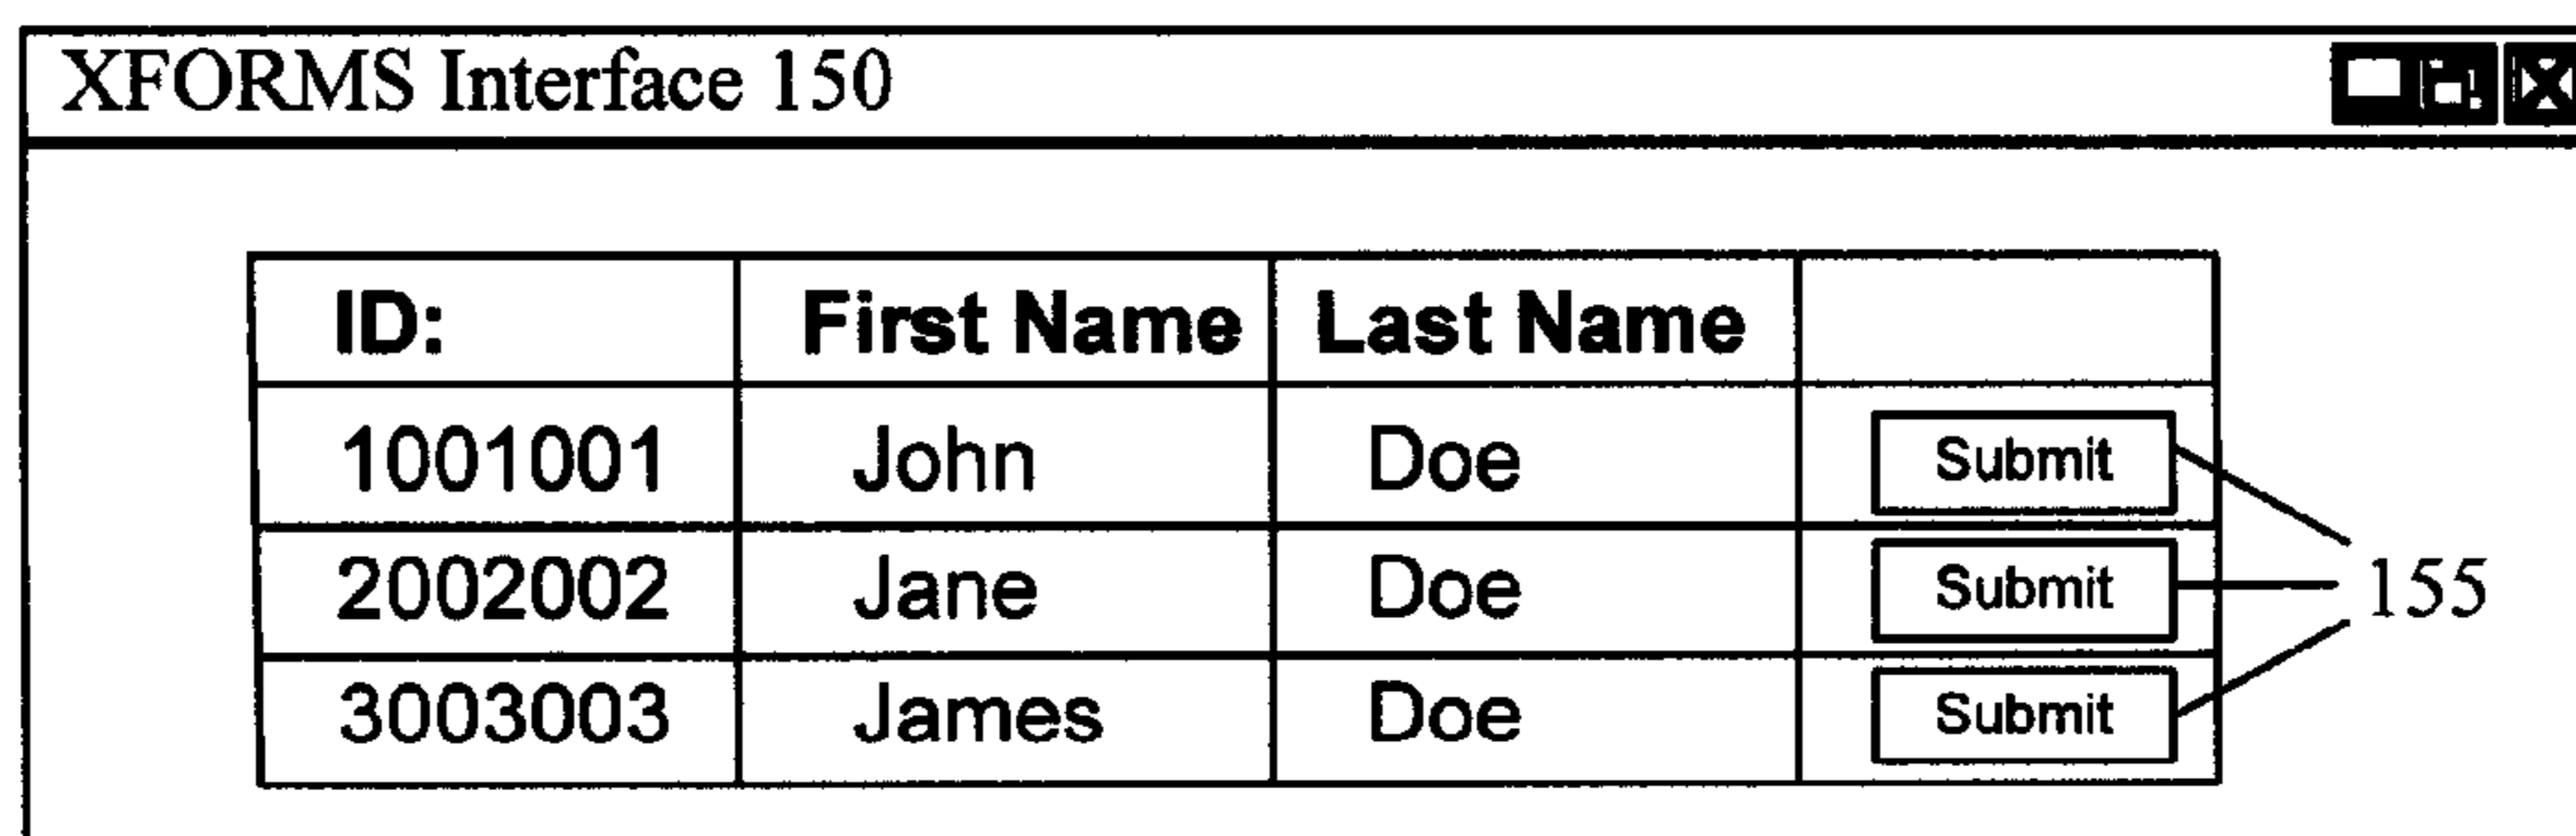 XFORMS Interface 150
ID: First Name Last Name
1001001 John Doe Submit
2002002 Jane Doe Submit 155
3003003 James Doe Submit